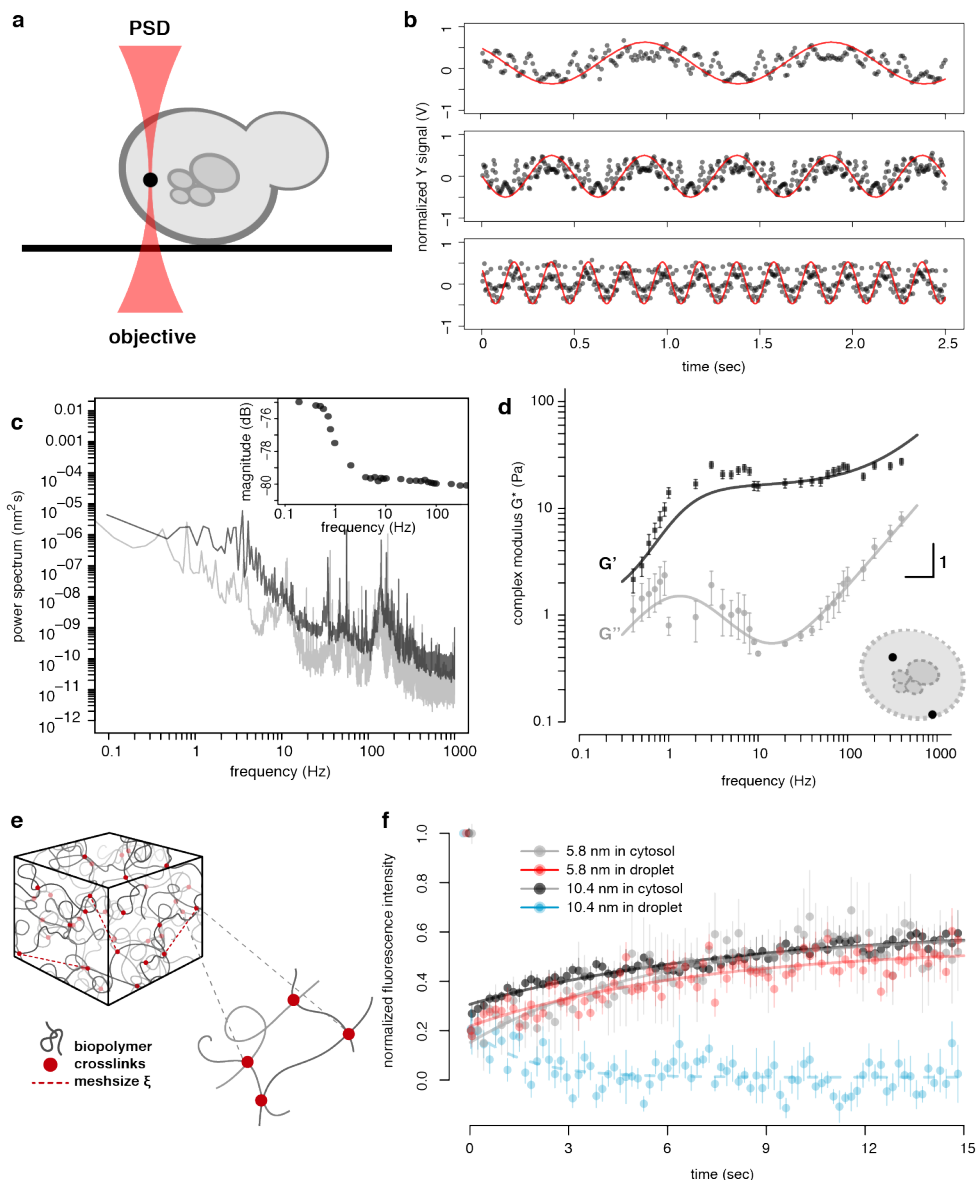 a
PSD
objective
b
normalized Y signal (V)
1
0
−1
1
0
−1
1
0
−1
0
0.5
1.0
1.5
2.0
2.5
time (sec)
c
power spectrum (nm² s)
0.01
0.001
10⁻⁰⁴
10⁻⁰⁵
10⁻⁰⁶
10⁻⁰⁷
10⁻⁰⁸
10⁻⁰⁹
10⁻¹⁰
10⁻¹¹
10⁻¹²
0.1
1
10
100
1000
frequency (Hz)
magnitude (dB)
−76
−78
−80
0.1
1
10
100
frequency (Hz)
d
complex modulus G* (Pa)
100
10
1
0.1
G'
G''
1
0.1
1
10
100
1000
frequency (Hz)
e
biopolymer
crosslinks
meshsize ξ
f
normalized fluorescence intensity
1.0
0.8
0.6
0.4
0.2
0.0
5.8 nm in cytosol
5.8 nm in droplet
10.4 nm in cytosol
10.4 nm in droplet
0
3
6
9
12
15
time (sec)